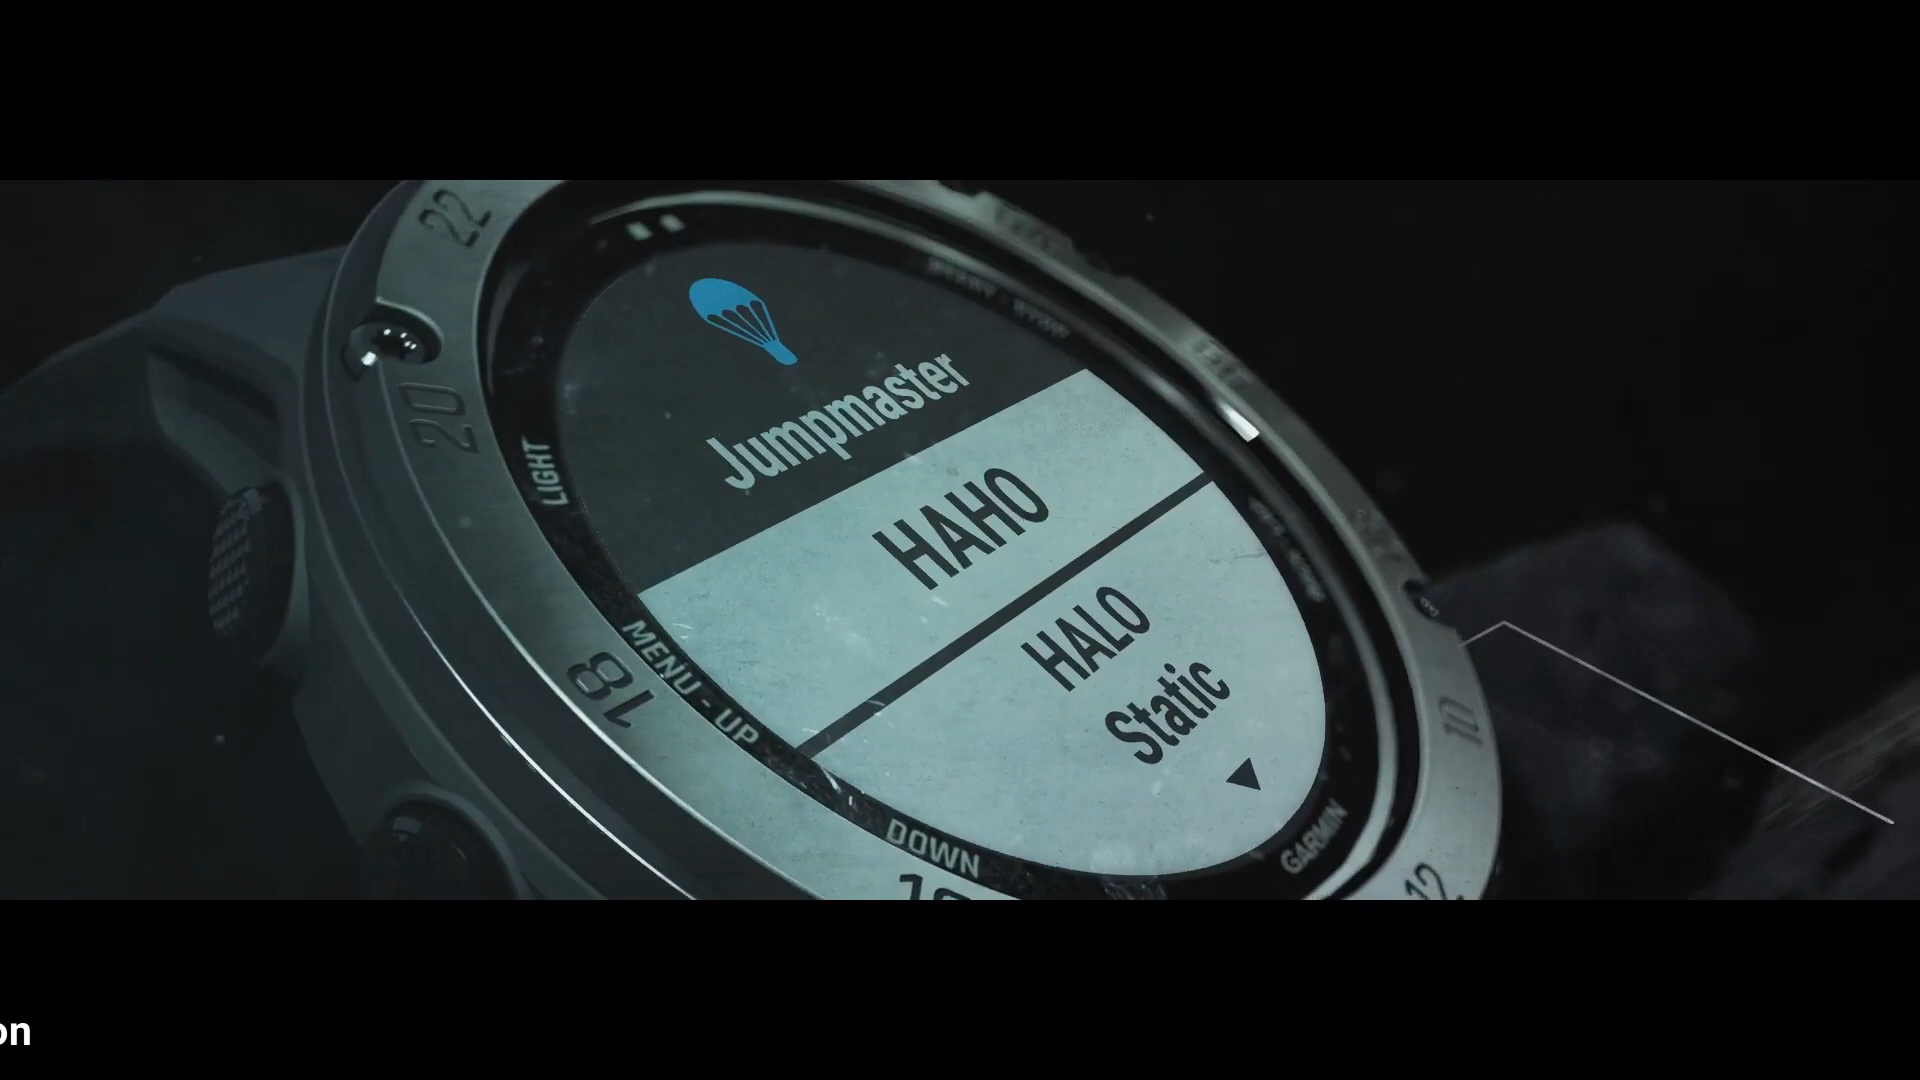 22
20
LIGHT
Jumpmaster
HAHO
HALO
Static
MENU - UP
18
DOWN
GARMIN
10
12
on